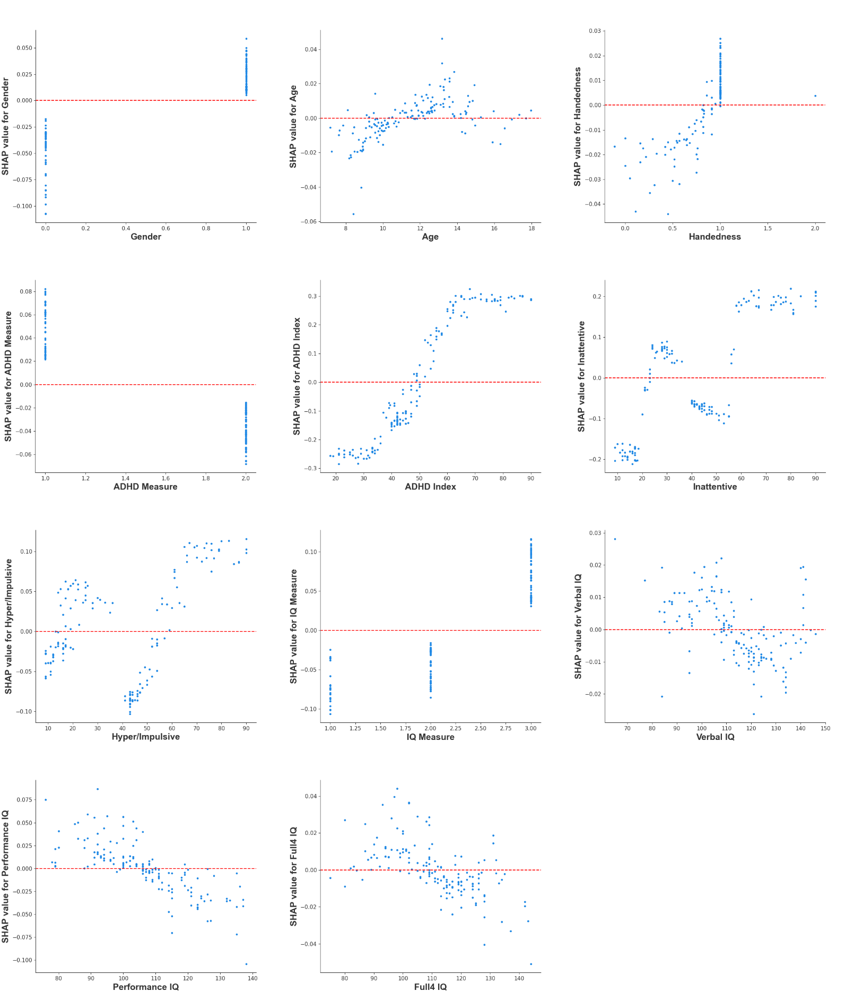 SHAP value for Gender
0.050
0.025
0.000
−0.025
−0.050
−0.075
−0.100
0.0 0.2 0.4 0.6 0.8 1.0
Gender
SHAP value for Age
0.04
0.02
0.00
−0.02
−0.04
−0.06
8 10 12 14 16 18
Age
SHAP value for Handedness
0.03
0.02
0.01
0.00
−0.01
−0.02
−0.03
−0.04
0.0 0.5 1.0 1.5 2.0
Handedness
SHAP value for ADHD Measure
0.08
0.06
0.04
0.02
0.00
−0.02
−0.04
−0.06
1.0 1.2 1.4 1.6 1.8 2.0
ADHD Measure
SHAP value for ADHD Index
0.3
0.2
0.1
0.0
−0.1
−0.2
−0.3
20 30 40 50 60 70 80 90
ADHD Index
SHAP value for Inattentive
0.2
0.1
0.0
−0.1
−0.2
10 20 30 40 50 60 70 80 90
Inattentive
SHAP value for Hyper/Impulsive
0.10
0.05
0.00
−0.05
−0.10
10 20 30 40 50 60 70 80 90
Hyper/Impulsive
SHAP value for IQ Measure
0.10
0.05
0.00
−0.05
−0.10
1.00 1.25 1.50 1.75 2.00 2.25 2.50 2.75 3.00
IQ Measure
SHAP value for Verbal IQ
0.03
0.02
0.01
0.00
−0.01
−0.02
70 80 90 100 110 120 130 140 150
Verbal IQ
SHAP value for Performance IQ
0.075
0.050
0.025
0.000
−0.025
−0.050
−0.075
−0.100
80 90 100 110 120 130 140
Performance IQ
SHAP value for Full4 IQ
0.04
0.02
0.00
−0.02
−0.04
80 90 100 110 120 130 140
Full4 IQ